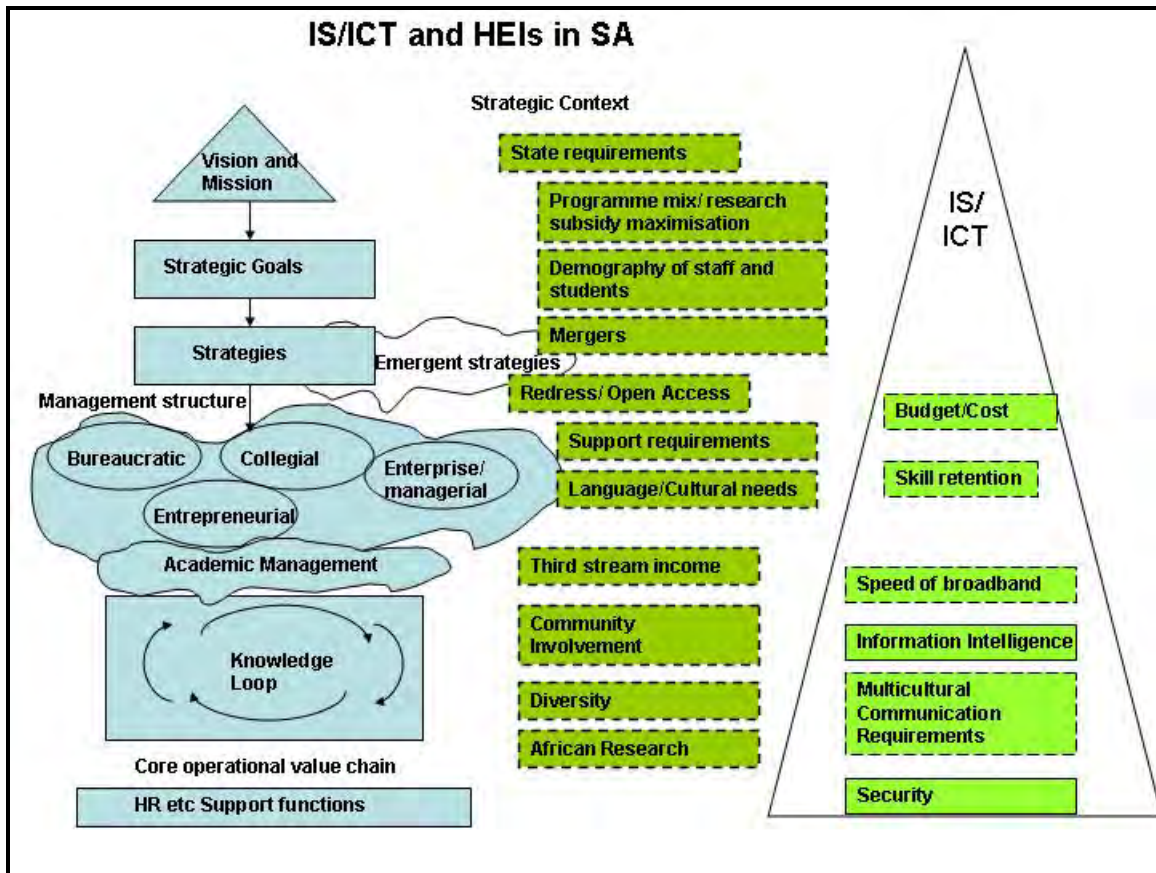 IS/ICT and HEIs in SA
Strategic Context
Vision and
Mission
Strategic Goals
Strategies
Emergent strategies
Management structure
Bureaucratic
Collegial
Enterprise/
managerial
Entrepreneurial
Academic Management
Knowledge
Loop
Core operational value chain
HR etc Support functions
State requirements
Programme mix/ research
subsidy maximisation
Demography of staff and
students
Mergers
Redress/ Open Access
Support requirements
Language/Cultural needs
Third stream income
Community
Involvement
Diversity
African Research
IS/
ICT
Budget/Cost
Skill retention
Speed of broadband
Information Intelligence
Multicultural
Communication
Requirements
Security